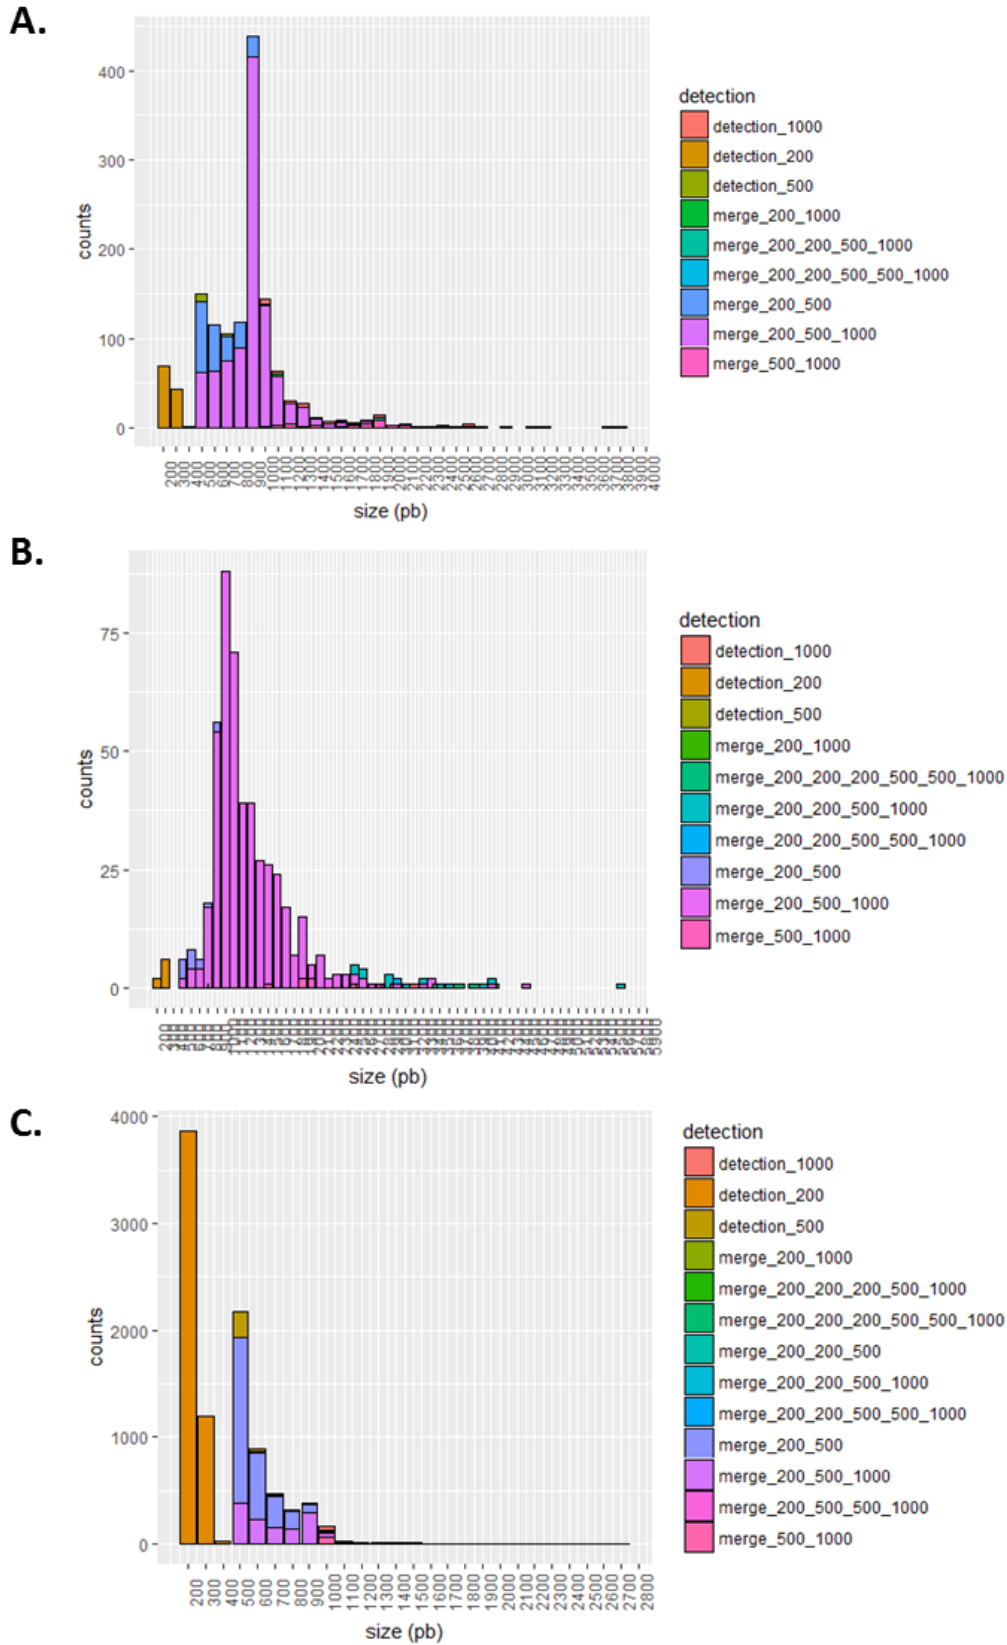 A.
400
300
200
100
0
counts
200 300 400 500 600 700 800 900 1000 1100 1200 1300 1400 1500 1600 1700 1800 1900 2000 2100 2200 2300 2400 2500 2600 2700 2800 2900 3000 3100 3200 3300 3400 3500 3600 3700 3800 3900 4000
size (pb)
detection
detection_1000
detection_200
detection_500
merge_200_1000
merge_200_200_500_1000
merge_200_200_500_500_1000
merge_200_500
merge_200_500_1000
merge_500_1000
B.
75
50
25
0
counts
size (pb)
detection
detection_1000
detection_200
detection_500
merge_200_1000
merge_200_200_200_500_500_1000
merge_200_200_500_1000
merge_200_200_500_500_1000
merge_200_500
merge_200_500_1000
merge_500_1000
C.
4000
3000
2000
1000
0
counts
200 300 400 500 600 700 800 900 1000 1100 1200 1300 1400 1500 1600 1700 1800 1900 2000 2100 2200 2300 2400 2500 2600 2700 2800
size (pb)
detection
detection_1000
detection_200
detection_500
merge_200_1000
merge_200_200_200_500_1000
merge_200_200_200_500_500_1000
merge_200_200_500
merge_200_200_500_1000
merge_200_200_500_500_1000
merge_200_500
merge_200_500_1000
merge_200_500_500_1000
merge_500_1000